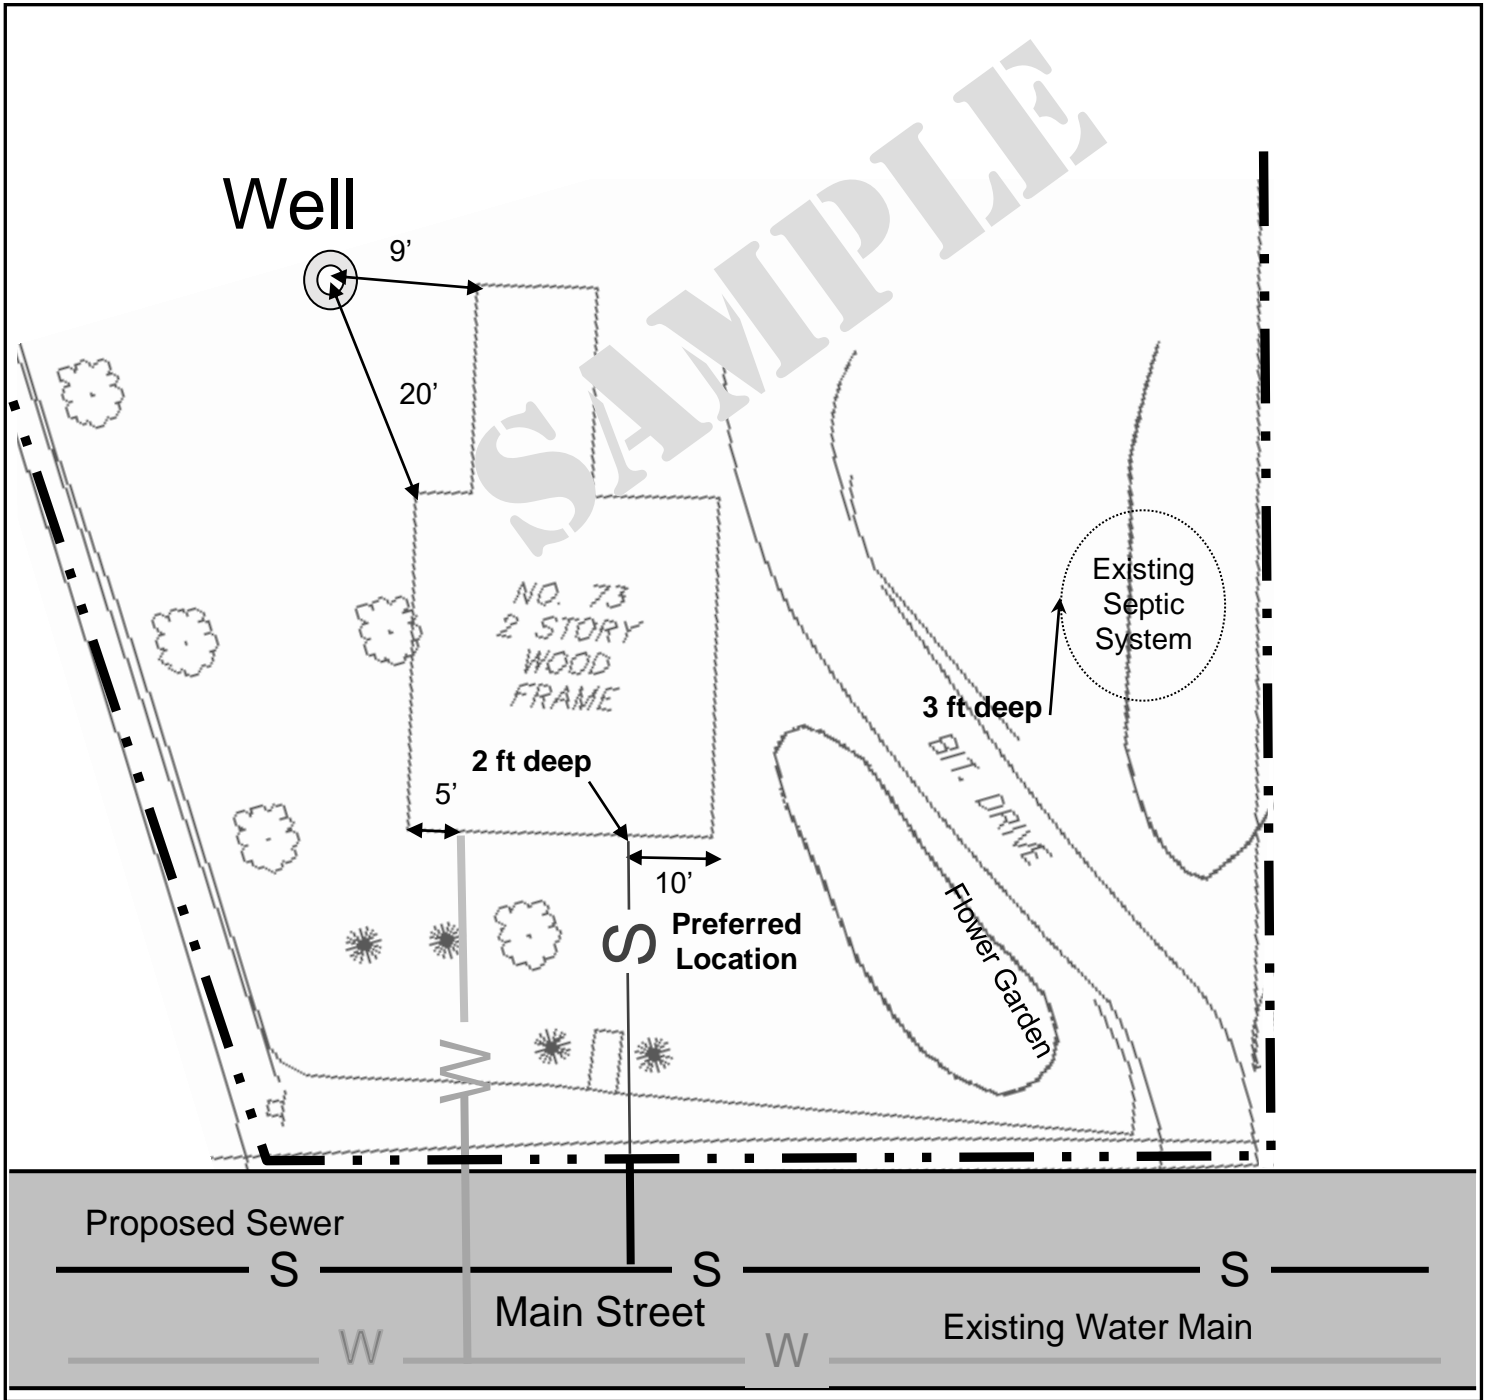 SAMPLE
Well
9’
20’
NO. 73
2 STORY
WOOD
FRAME
Existing
Septic
System
3 ft deep
BIT. DRIVE
2 ft deep
5’
10’
S
Preferred
Location
Flower Garden
W
Proposed Sewer
S S S
Main Street
Existing Water Main
W W